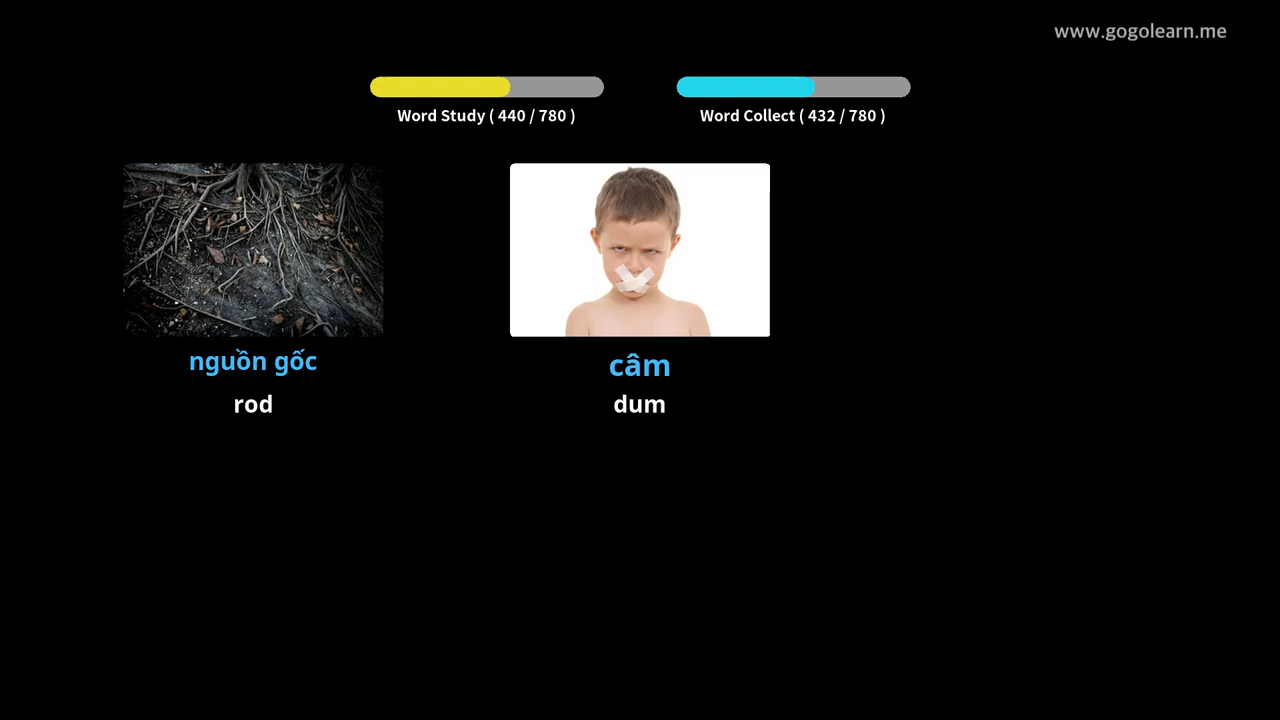 www.gogolearn.me
Word Study ( 440 / 780 )
Word Collect ( 432 / 780 )
nguồn gốc
rod
câm
dum